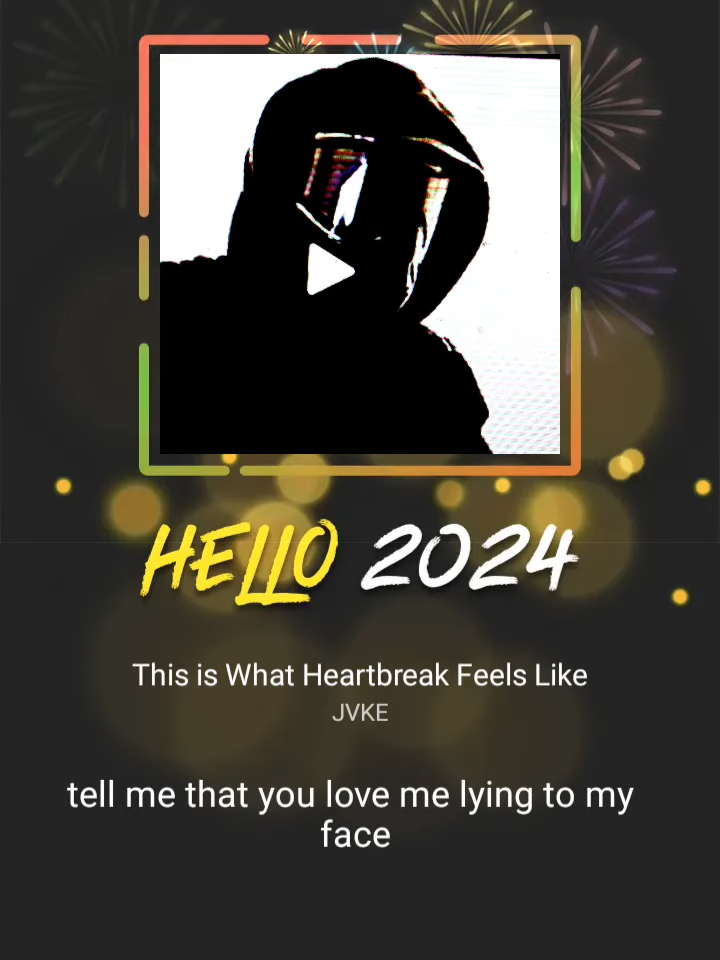 HELLO 2024
This is What Heartbreak Feels Like
JVKE
tell me that you love me lying to my
face